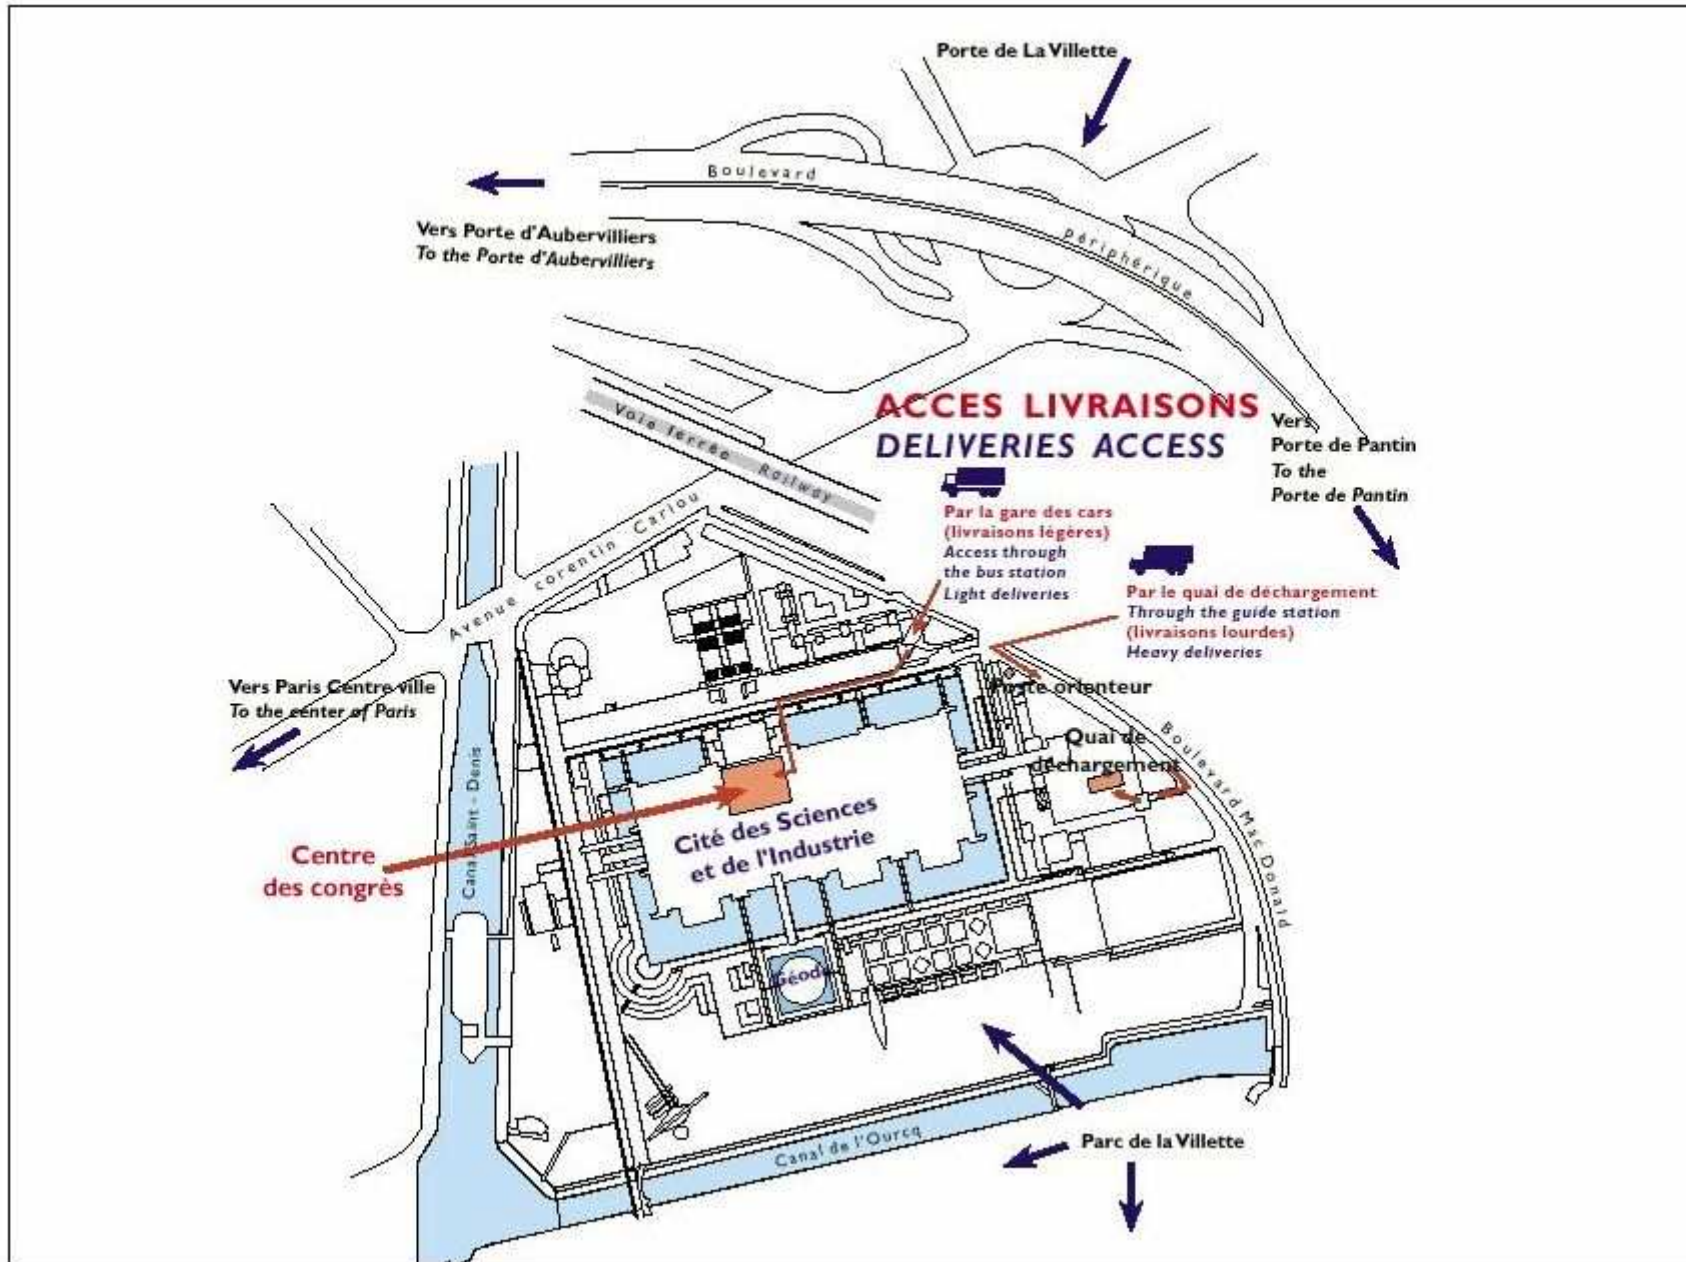 Porte de La Villette
Boulevard
périphérique
Vers Porte d'Aubervilliers
To the Porte d'Aubervilliers
ACCES LIVRAISONS
DELIVERIES ACCESS
Vers
Porte de Pantin
To the
Porte de Pantin
Voie ferrée Railway
Par la gare des cars
(livraisons légères)
Access through
the bus station
Light deliveries
Par le quai de déchargement
Through the guide station
(livraisons lourdes)
Heavy deliveries
Avenue corentin Cariou
Vers Paris Centre ville
To the center of Paris
Poste orienteur
Quai de
déchargement
Boulevard Mac Donald
Canal Saint - Denis
Cité des Sciences
et de l'Industrie
Centre
des congrès
Géode
Canal de l'Ourcq
Parc de la Villette